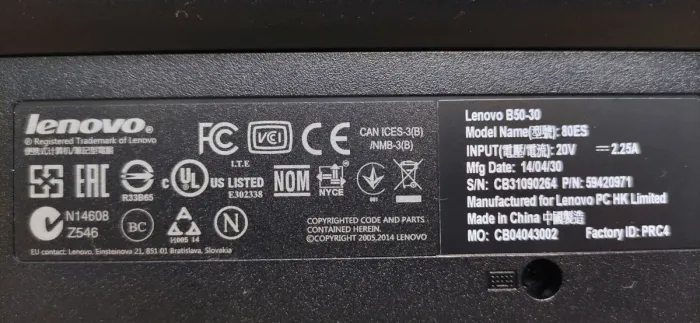 lenovo
® Registered Trademark of Lenovo
便携式计算机/筆記型電腦
FC
VCI
CE
CAN ICES-3(B)
/NMB-3(B)
I.T.E
EAC
R33B65
c UL US LISTED
E302338
NOM
NYCE
001
N14608
Z546
BC
N
COPYRIGHTED CODE AND PARTS
CONTAINED HEREIN.
©COPYRIGHT 2005,2014 LENOVO
EU contact: Lenovo, Einsteinova 21, 851 01 Bratislava, Slovakia
Lenovo B50-30
Model Name(型號): 80ES
INPUT(電壓/電流): 20V ⎓ 2.25A
Mfg Date: 14/04/30
S/N: CB31090264 P/N: 59420971
Manufactured for Lenovo PC HK Limited
Made in China 中國製造
MO: CB04043002 Factory ID: PRC4